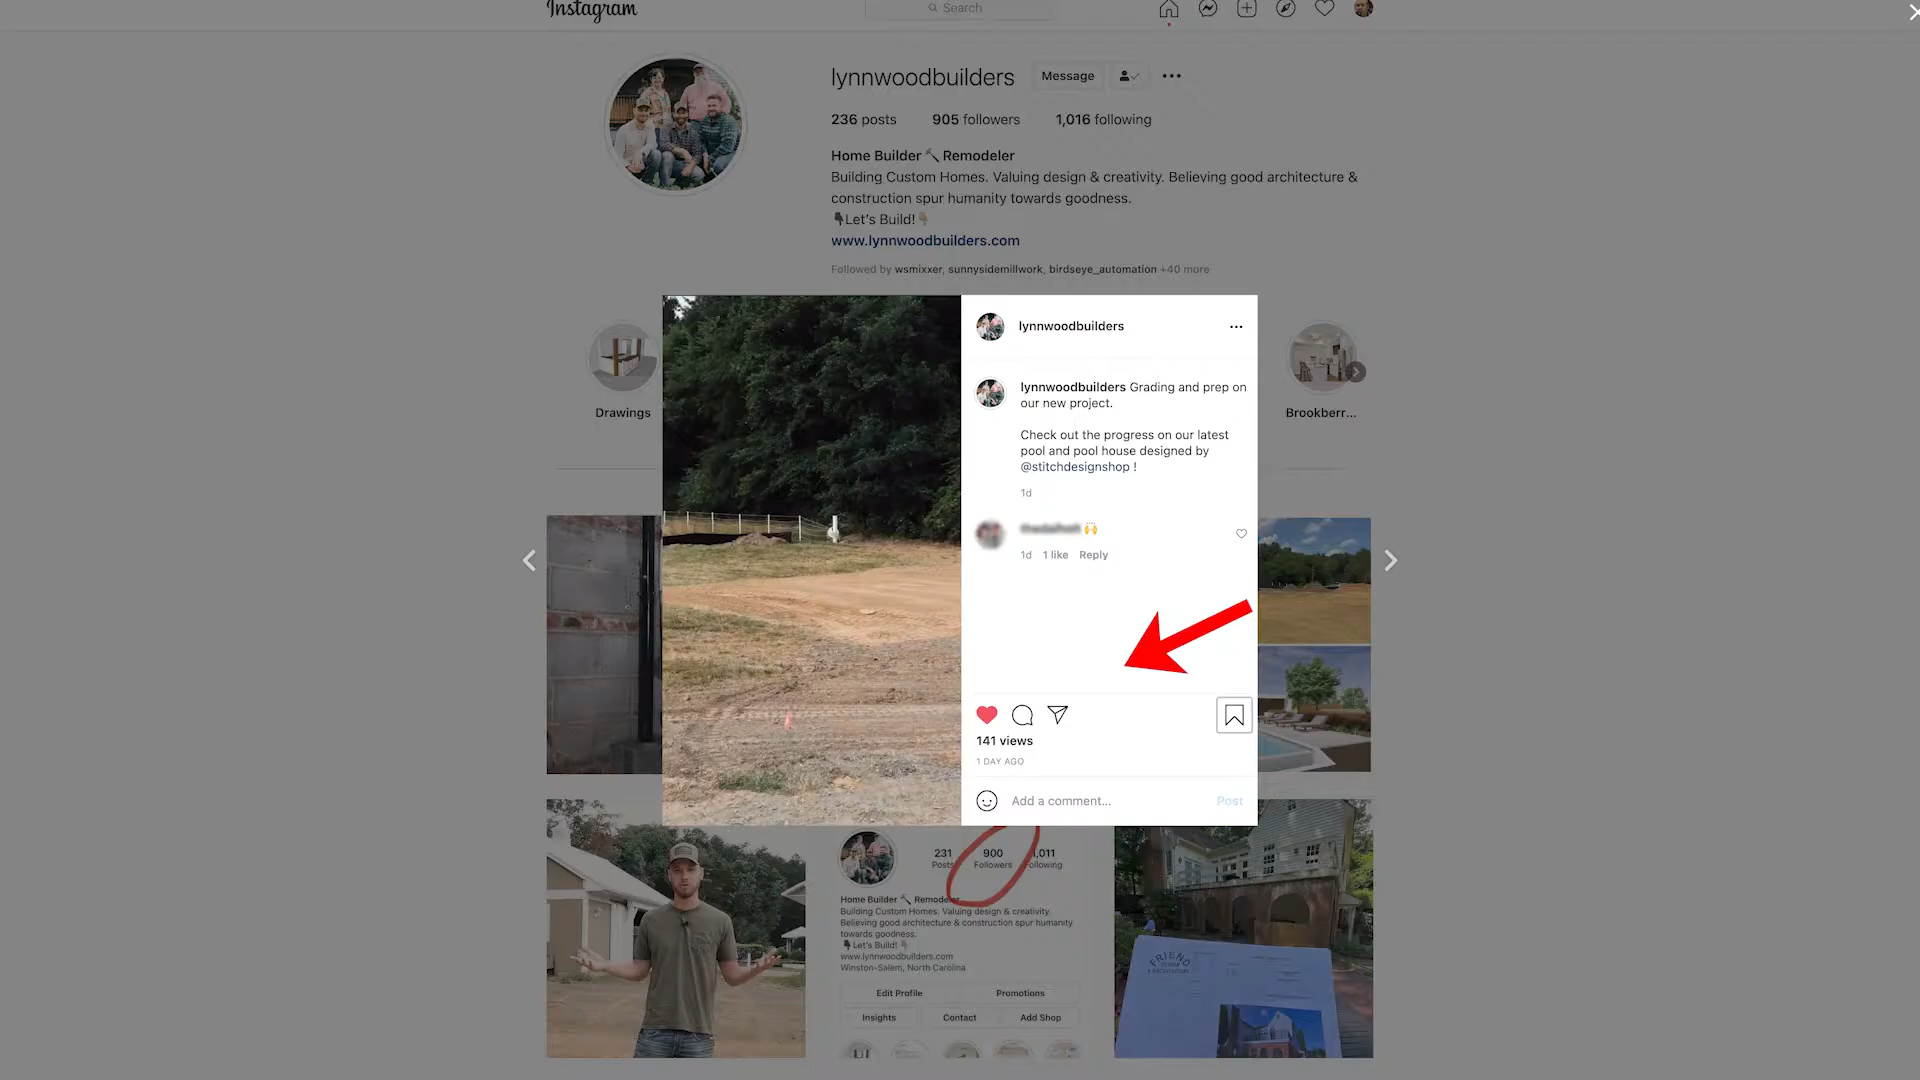 Instagram
Search
lynnwoodbuilders
Message
236 posts 905 followers 1,016 following
Home Builder 🔨 Remodeler
Building Custom Homes. Valuing design & creativity. Believing good architecture &
construction spur humanity towards goodness.
👇🏿Let's Build!👇🏽
www.lynnwoodbuilders.com
Followed by wsmixxer, sunnysidemillwork, birdseye_automation +40 more
Drawings
Brookberr...
lynnwoodbuilders
lynnwoodbuilders Grading and prep on
our new project.
Check out the progress on our latest
pool and pool house designed by
@stitchdesignshop !
1d
🙌
1d 1 like Reply
141 views
1 DAY AGO
Add a comment...
Post
231 900 1,011
Posts Followers ollowing
Home Builder 🔨 Remodeler
Building Custom Homes. Valuing design & creativity.
Believing good architecture & construction spur humanity
towards goodness.
👇🏿Let's Build!👇🏽
www.lynnwoodbuilders.com
Winston-Salem, North Carolina
Edit Profile Promotions
Insights Contact Add Shop
FRIEND